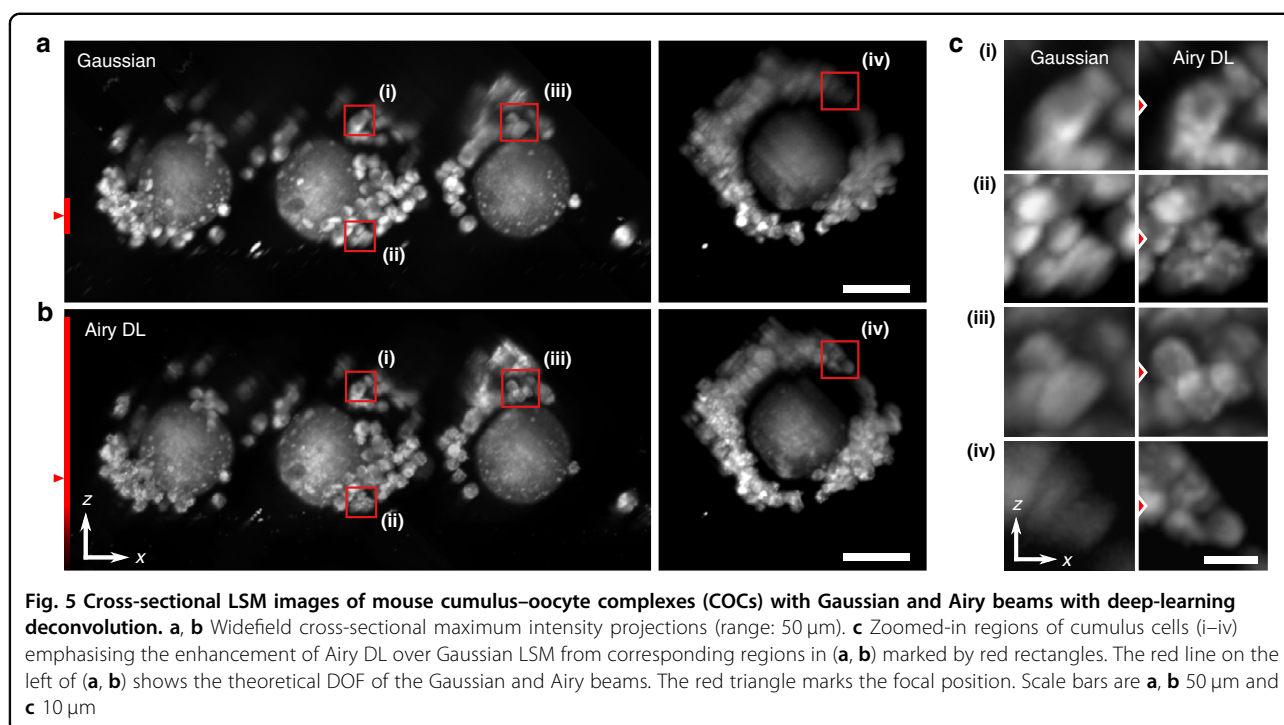 a
Gaussian
(i)
(ii)
(iii)
(iv)
b
Airy DL
(i)
(ii)
(iii)
(iv)
z
x
c
Gaussian
Airy DL
(i)
(ii)
(iii)
(iv)
z
x
Fig. 5 Cross-sectional LSM images of mouse cumulus–oocyte complexes (COCs) with Gaussian and Airy beams with deep-learning
deconvolution. a, b Widefield cross-sectional maximum intensity projections (range: 50 μm). c Zoomed-in regions of cumulus cells (i–iv)
emphasising the enhancement of Airy DL over Gaussian LSM from corresponding regions in (a, b) marked by red rectangles. The red line on the
left of (a, b) shows the theoretical DOF of the Gaussian and Airy beams. The red triangle marks the focal position. Scale bars are a, b 50 μm and
c 10 μm